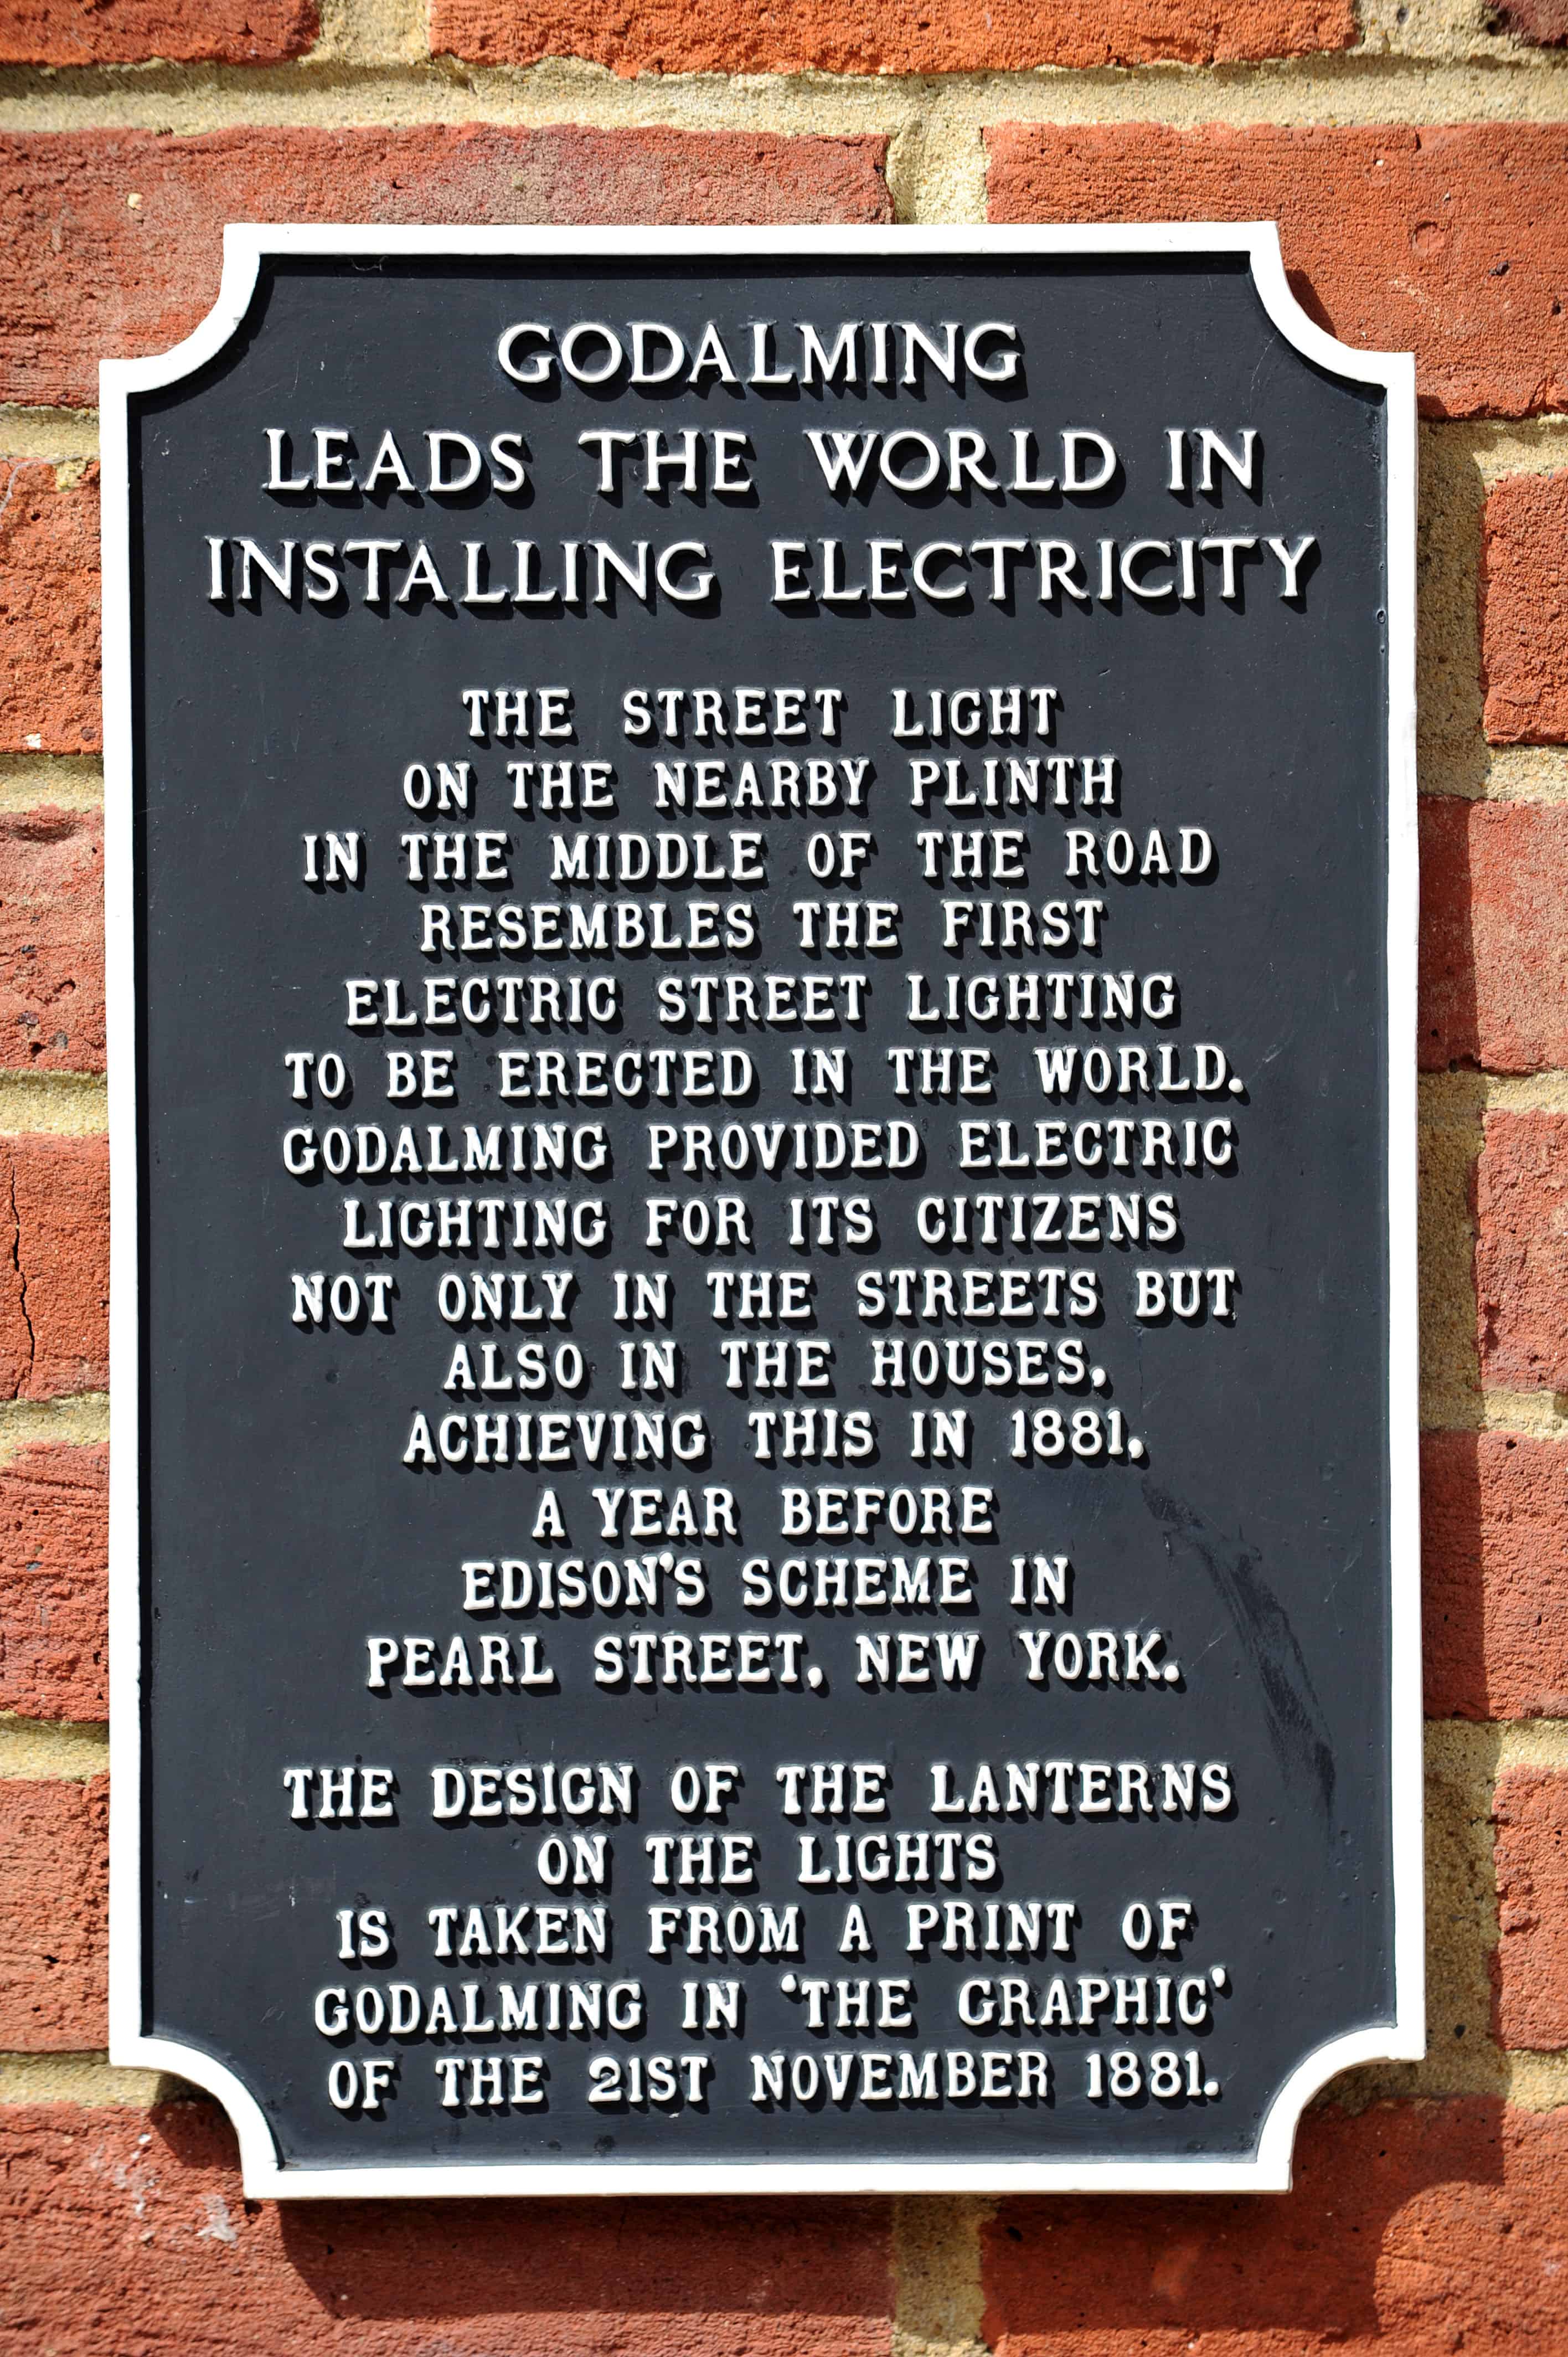 GODALMING
LEADS THE WORLD IN
INSTALLING ELECTRICITY
THE STREET LIGHT
ON THE NEARBY PLINTH
IN THE MIDDLE OF THE ROAD
RESEMBLES THE FIRST
ELECTRIC STREET LIGHTING
TO BE ERECTED IN THE WORLD.
GODALMING PROVIDED ELECTRIC
LIGHTING FOR ITS CITIZENS
NOT ONLY IN THE STREETS BUT
ALSO IN THE HOUSES,
ACHIEVING THIS IN 1881,
A YEAR BEFORE
EDISON'S SCHEME IN
PEARL STREET, NEW YORK.
THE DESIGN OF THE LANTERNS
ON THE LIGHTS
IS TAKEN FROM A PRINT OF
GODALMING IN ‘THE GRAPHIC’
OF THE 21ST NOVEMBER 1881.